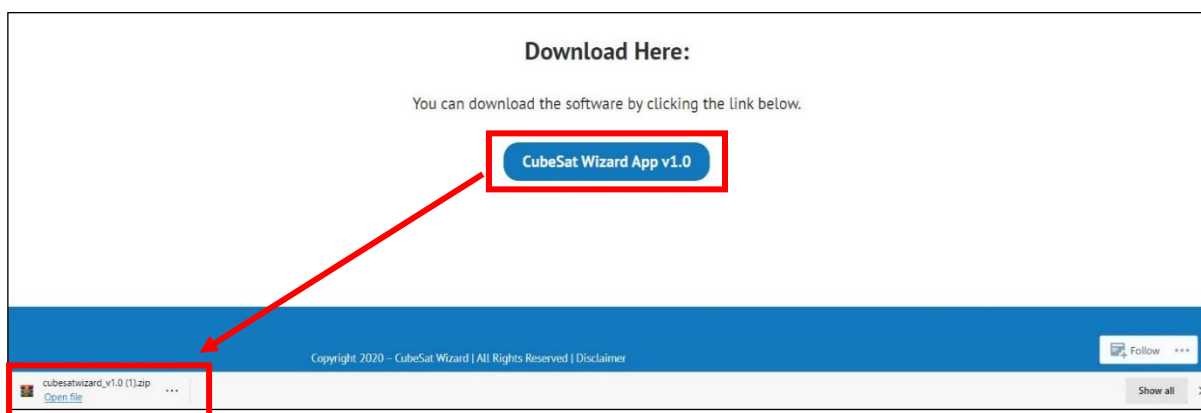 Download Here:
You can download the software by clicking the link below.
CubeSat Wizard App v1.0
Copyright 2020 – CubeSat Wizard | All Rights Reserved | Disclaimer
Follow ...
cubesatwizard_v1.0 (1).zip ...
Open file
Show all